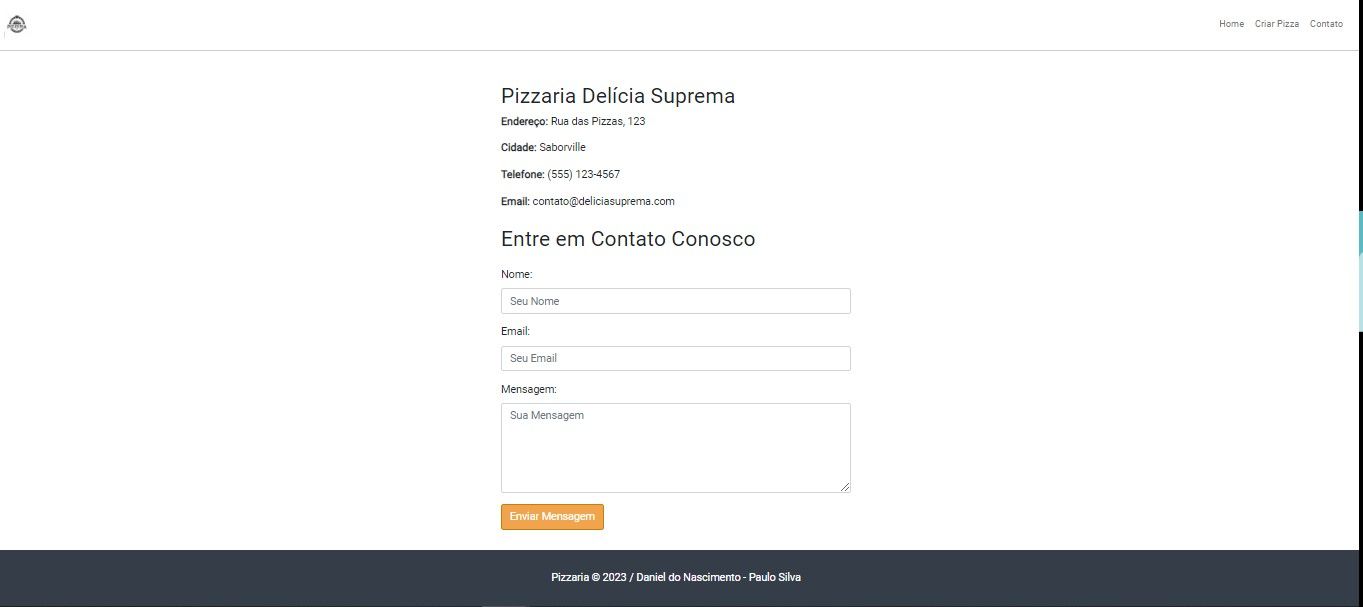 Home Criar Pizza Contato
Pizzaria Delícia Suprema
Endereço: Rua das Pizzas, 123
Cidade: Saborville
Telefone: (555) 123-4567
Email: contato@deliciasuprema.com
Entre em Contato Conosco
Nome:
Seu Nome
Email:
Seu Email
Mensagem:
Sua Mensagem
Enviar Mensagem
Pizzaria © 2023 / Daniel do Nascimento - Paulo Silva